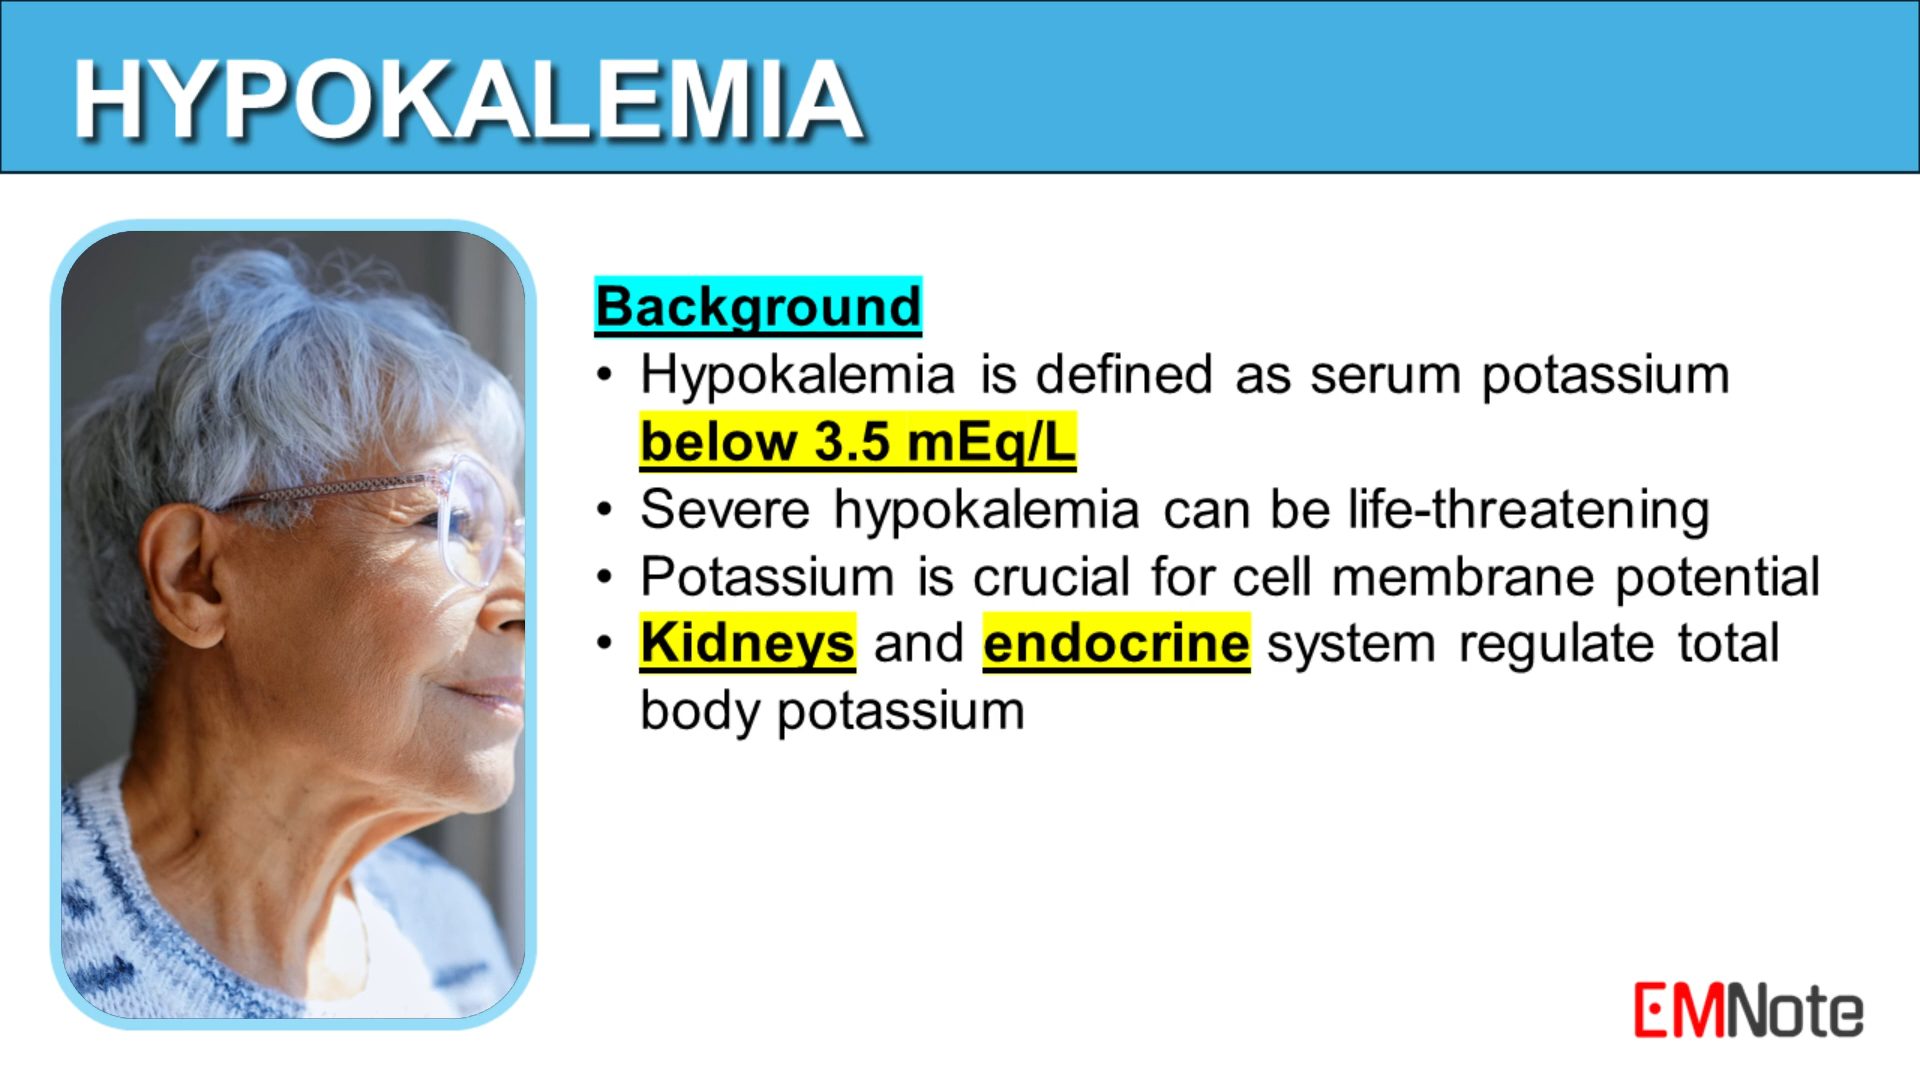 HYPOKALEMIA
Background
• Hypokalemia is defined as serum potassium
below 3.5 mEq/L
• Severe hypokalemia can be life-threatening
• Potassium is crucial for cell membrane potential
• Kidneys and endocrine system regulate total
body potassium
EMNote